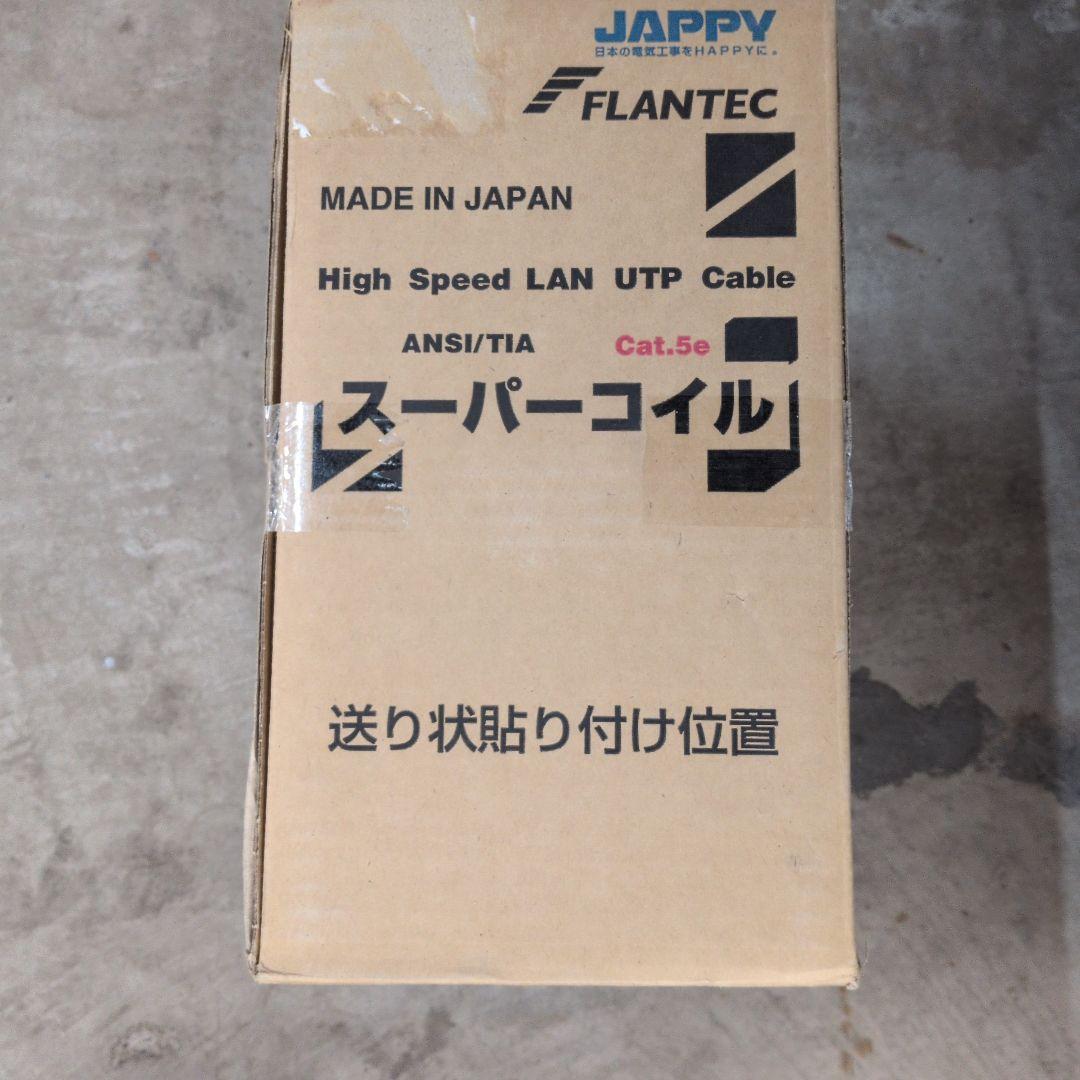 JAPPY
日本の電気工事をHAPPYに。
FLANTEC
MADE IN JAPAN
High Speed LAN UTP Cable
ANSI/TIA Cat.5e
スーパーコイル
送り状貼り付け位置